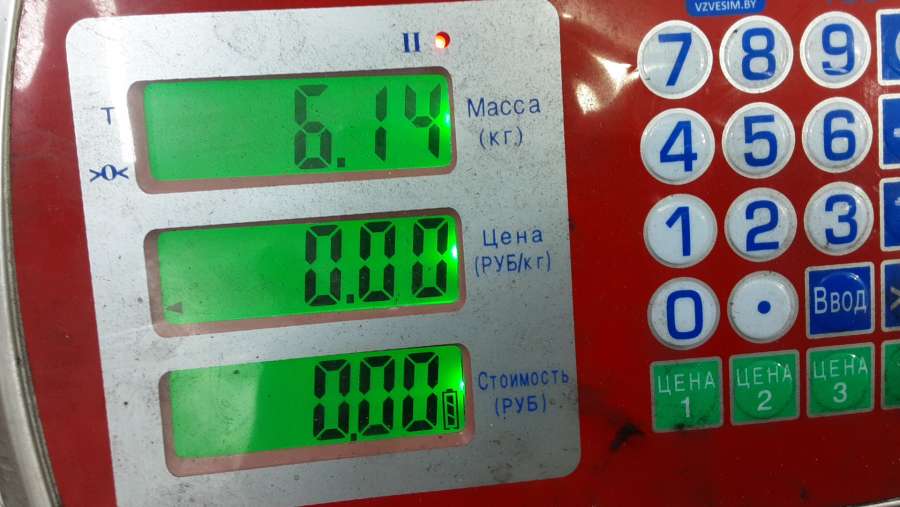 VZVESIM.BY
II
T
6.14
Масса
(кг)
>0<
0.00
Цена
(РУБ/кг)
0.00
Стоимость
(РУБ)
7 8 9
4 5 6
1 2 3
0 . Ввод
ЦЕНА 1
ЦЕНА 2
ЦЕНА 3